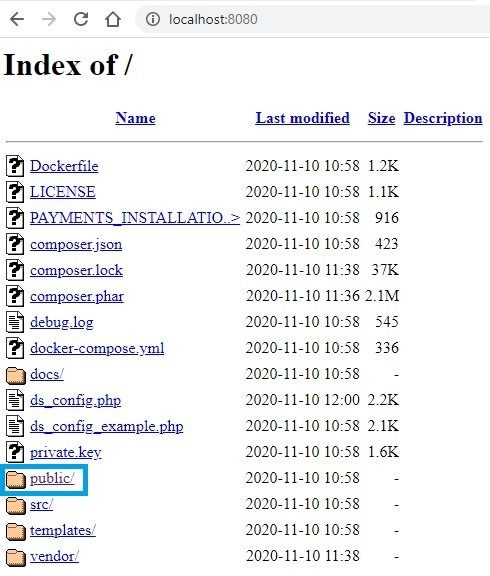 localhost:8080
Index of /
Name Last modified Size Description
Dockerfile 2020-11-10 10:58 1.2K
LICENSE 2020-11-10 10:58 1.1K
PAYMENTS_INSTALLATIO..> 2020-11-10 10:58 916
composer.json 2020-11-10 10:58 423
composer.lock 2020-11-10 11:38 37K
composer.phar 2020-11-10 11:36 2.1M
debug.log 2020-11-10 10:58 545
docker-compose.yml 2020-11-10 10:58 336
docs/ 2020-11-10 10:58 -
ds_config.php 2020-11-10 12:00 2.2K
ds_config_example.php 2020-11-10 10:58 2.1K
private.key 2020-11-10 10:58 1.6K
public/ 2020-11-10 10:58 -
src/ 2020-11-10 10:58 -
templates/ 2020-11-10 10:58 -
vendor/ 2020-11-10 11:38 -